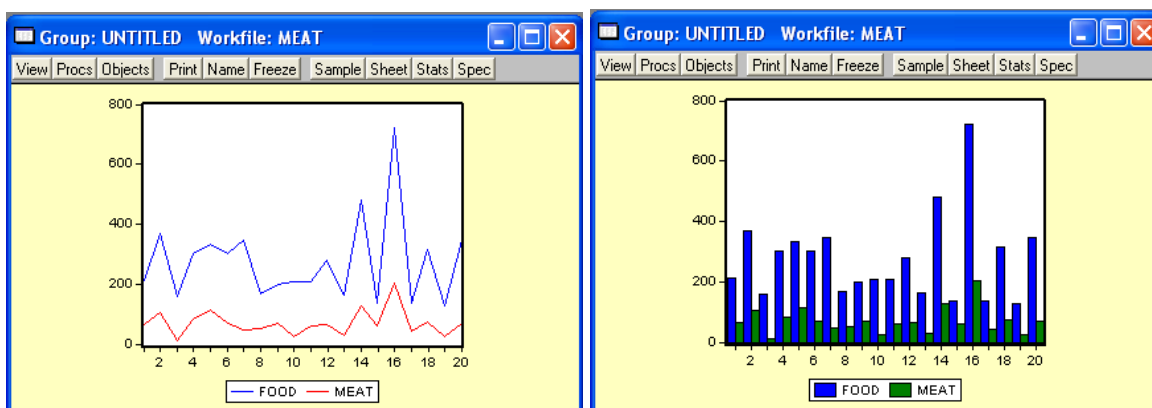 Group: UNTITLED Workfile: MEAT
View Procs Objects Print Name Freeze Sample Sheet Stats Spec
800
600
400
200
0
2 4 6 8 10 12 14 16 18 20
FOOD MEAT
Group: UNTITLED Workfile: MEAT
View Procs Objects Print Name Freeze Sample Sheet Stats Spec
800
600
400
200
0
2 4 6 8 10 12 14 16 18 20
FOOD MEAT